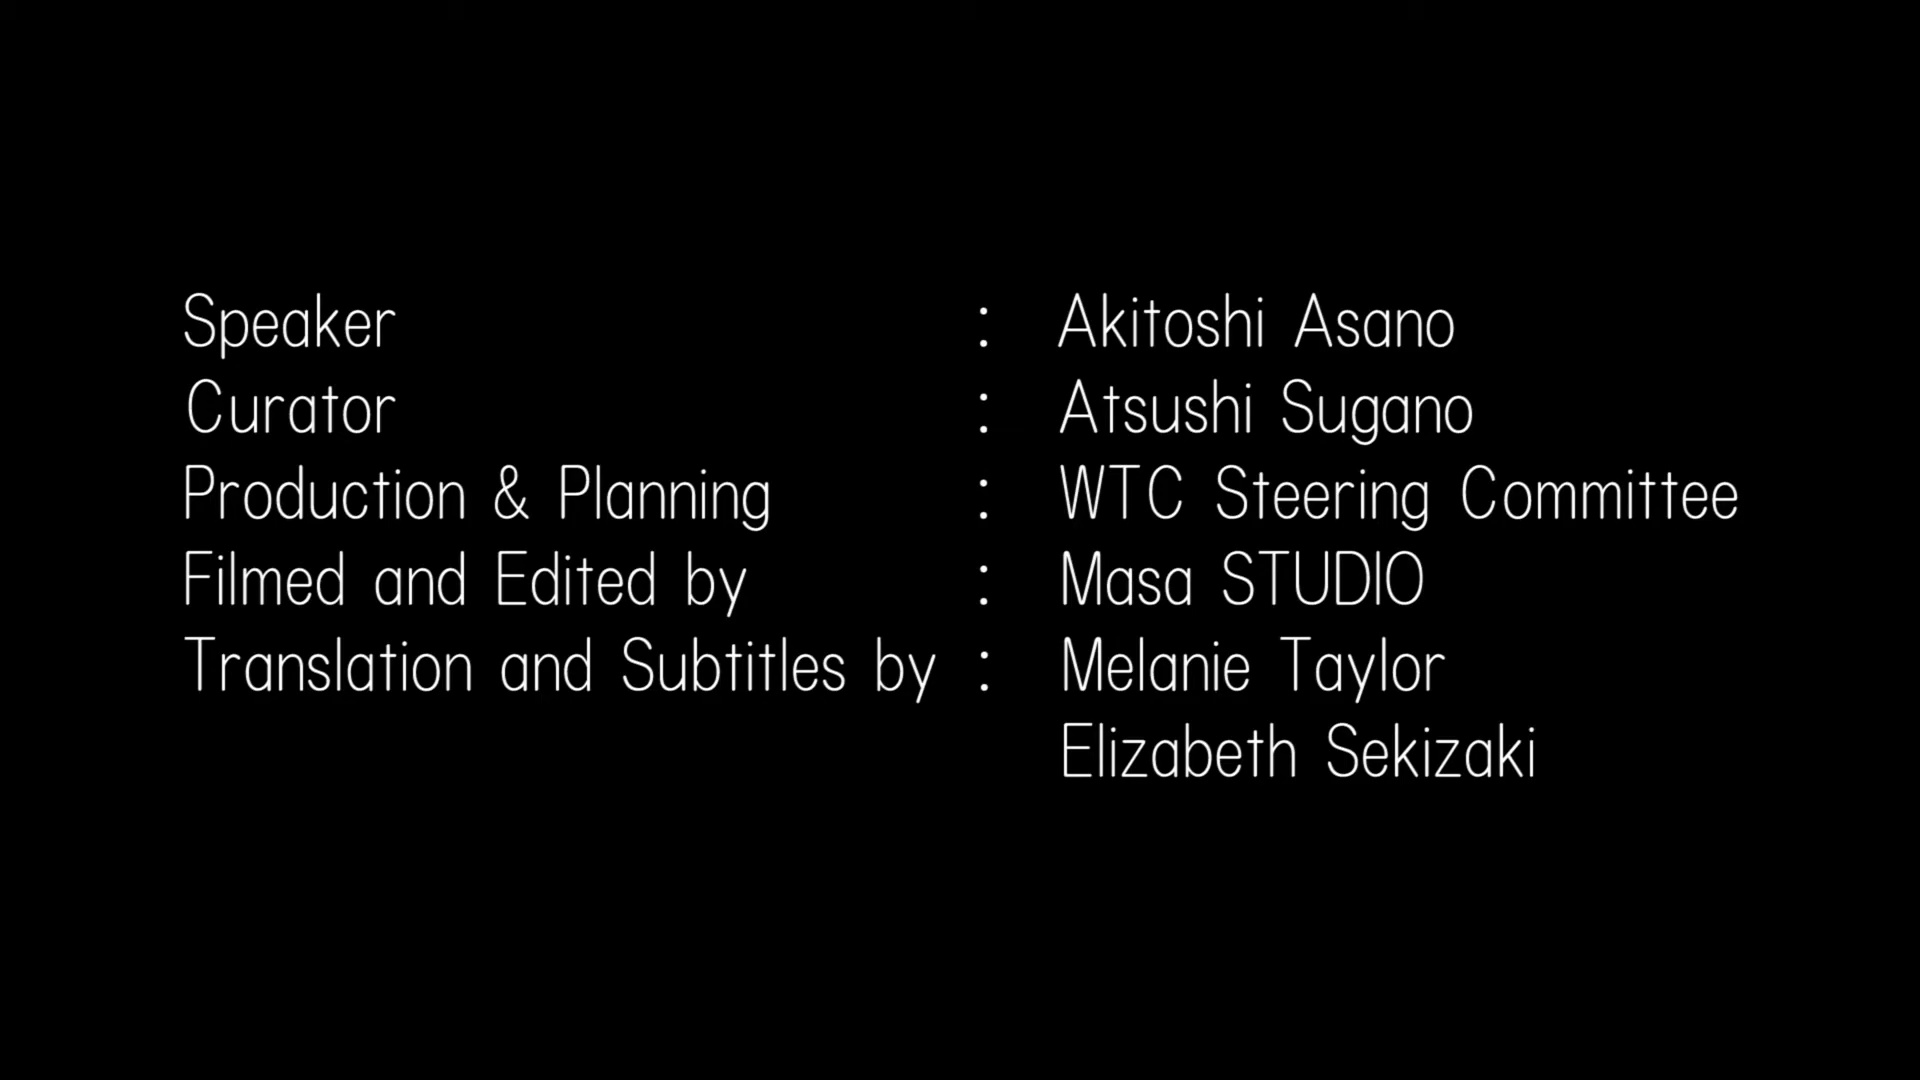 Speaker : Akitoshi Asano
Curator : Atsushi Sugano
Production & Planning : WTC Steering Committee
Filmed and Edited by : Masa STUDIO
Translation and Subtitles by : Melanie Taylor
Elizabeth Sekizaki